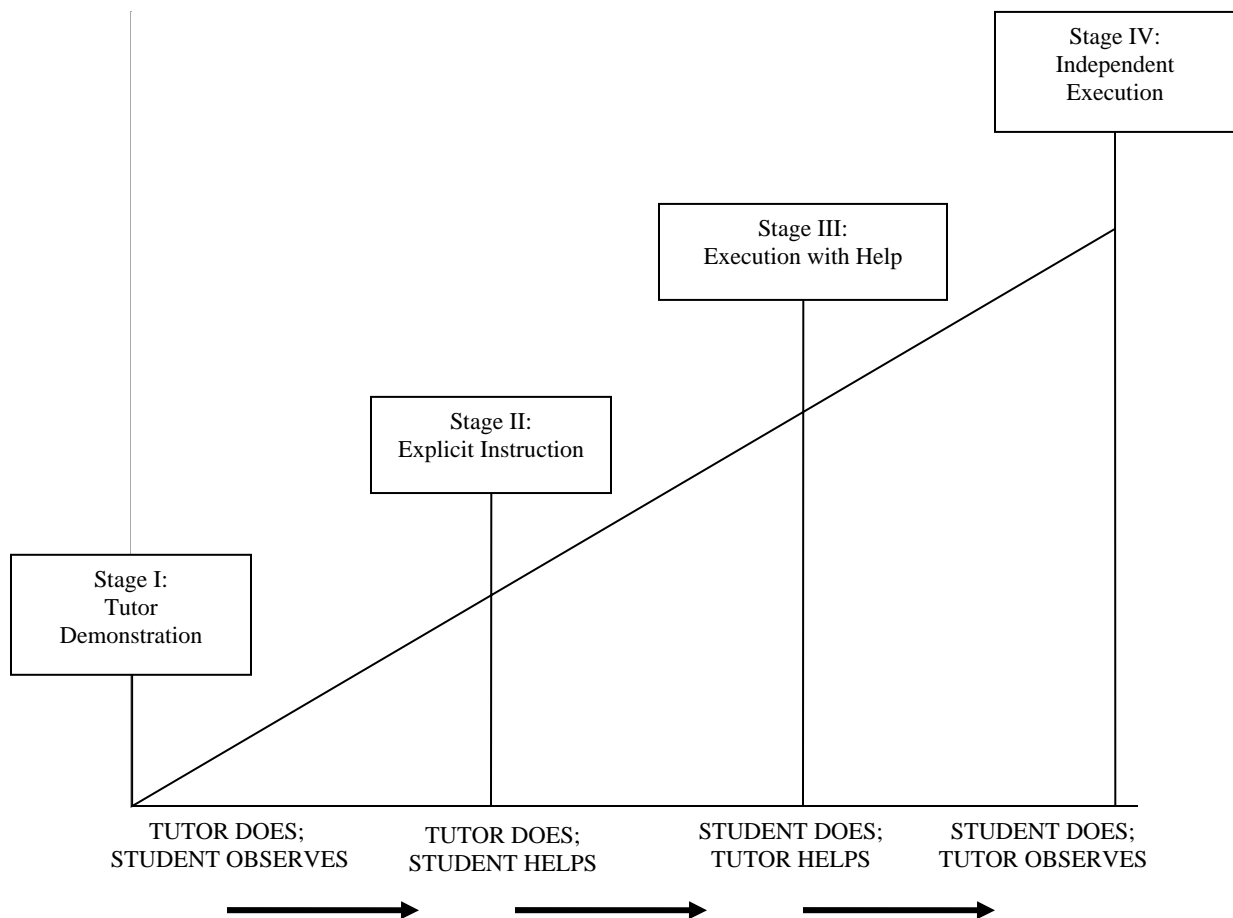 Stage IV:
Independent
Execution
Stage III:
Execution with Help
Stage II:
Explicit Instruction
Stage I:
Tutor
Demonstration
TUTOR DOES;
STUDENT OBSERVES
TUTOR DOES;
STUDENT HELPS
STUDENT DOES;
TUTOR HELPS
STUDENT DOES;
TUTOR OBSERVES